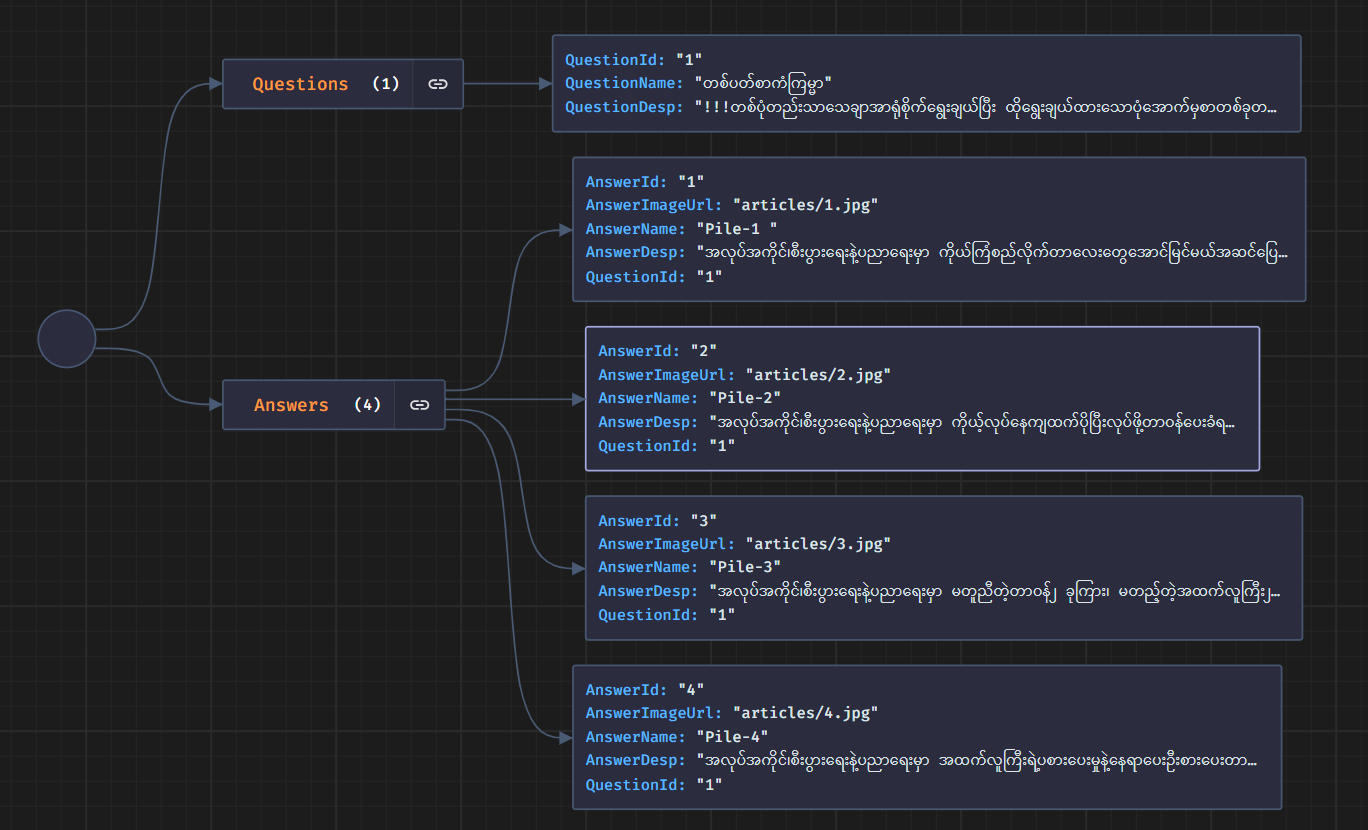 Questions (1)
QuestionId: "1"
QuestionName: "တစ်ပတ်စာကံကြမ္မာ"
QuestionDesp: "!!!တစ်ပုံတည်းသာသေချာအာရုံစိုက်ရွေးချယ်ပြီး ထိုရွေးချယ်ထားသောပုံအောက်မှစာတစ်ခုတ…
AnswerId: "1"
AnswerImageUrl: "articles/1.jpg"
AnswerName: "Pile-1 "
AnswerDesp: "အလုပ်အကိုင်၊စီးပွားရေးနဲ့ပညာရေးမှာ ကိုယ်ကြံစည်လိုက်တာလေးတွေအောင်မြင်မယ်အဆင်ပြေ…
QuestionId: "1"
Answers (4)
AnswerId: "2"
AnswerImageUrl: "articles/2.jpg"
AnswerName: "Pile-2"
AnswerDesp: "အလုပ်အကိုင်၊စီးပွားရေးနဲ့ပညာရေးမှာ ကိုယ့်လုပ်နေကျထက်ပိုပြီးလုပ်ဖို့တာဝန်ပေးခံရ…
QuestionId: "1"
AnswerId: "3"
AnswerImageUrl: "articles/3.jpg"
AnswerName: "Pile-3"
AnswerDesp: "အလုပ်အကိုင်၊စီးပွားရေးနဲ့ပညာရေးမှာ မတူညီတဲ့တာဝန်၂ ခုကြား၊ မတည့်တဲ့အထက်လူကြီး၂…
QuestionId: "1"
AnswerId: "4"
AnswerImageUrl: "articles/4.jpg"
AnswerName: "Pile-4"
AnswerDesp: "အလုပ်အကိုင်၊စီးပွားရေးနဲ့ပညာရေးမှာ အထက်လူကြီးရဲ့ပစားပေးမှုနဲ့နေရာပေးဦးစားပေးတာ…
QuestionId: "1"